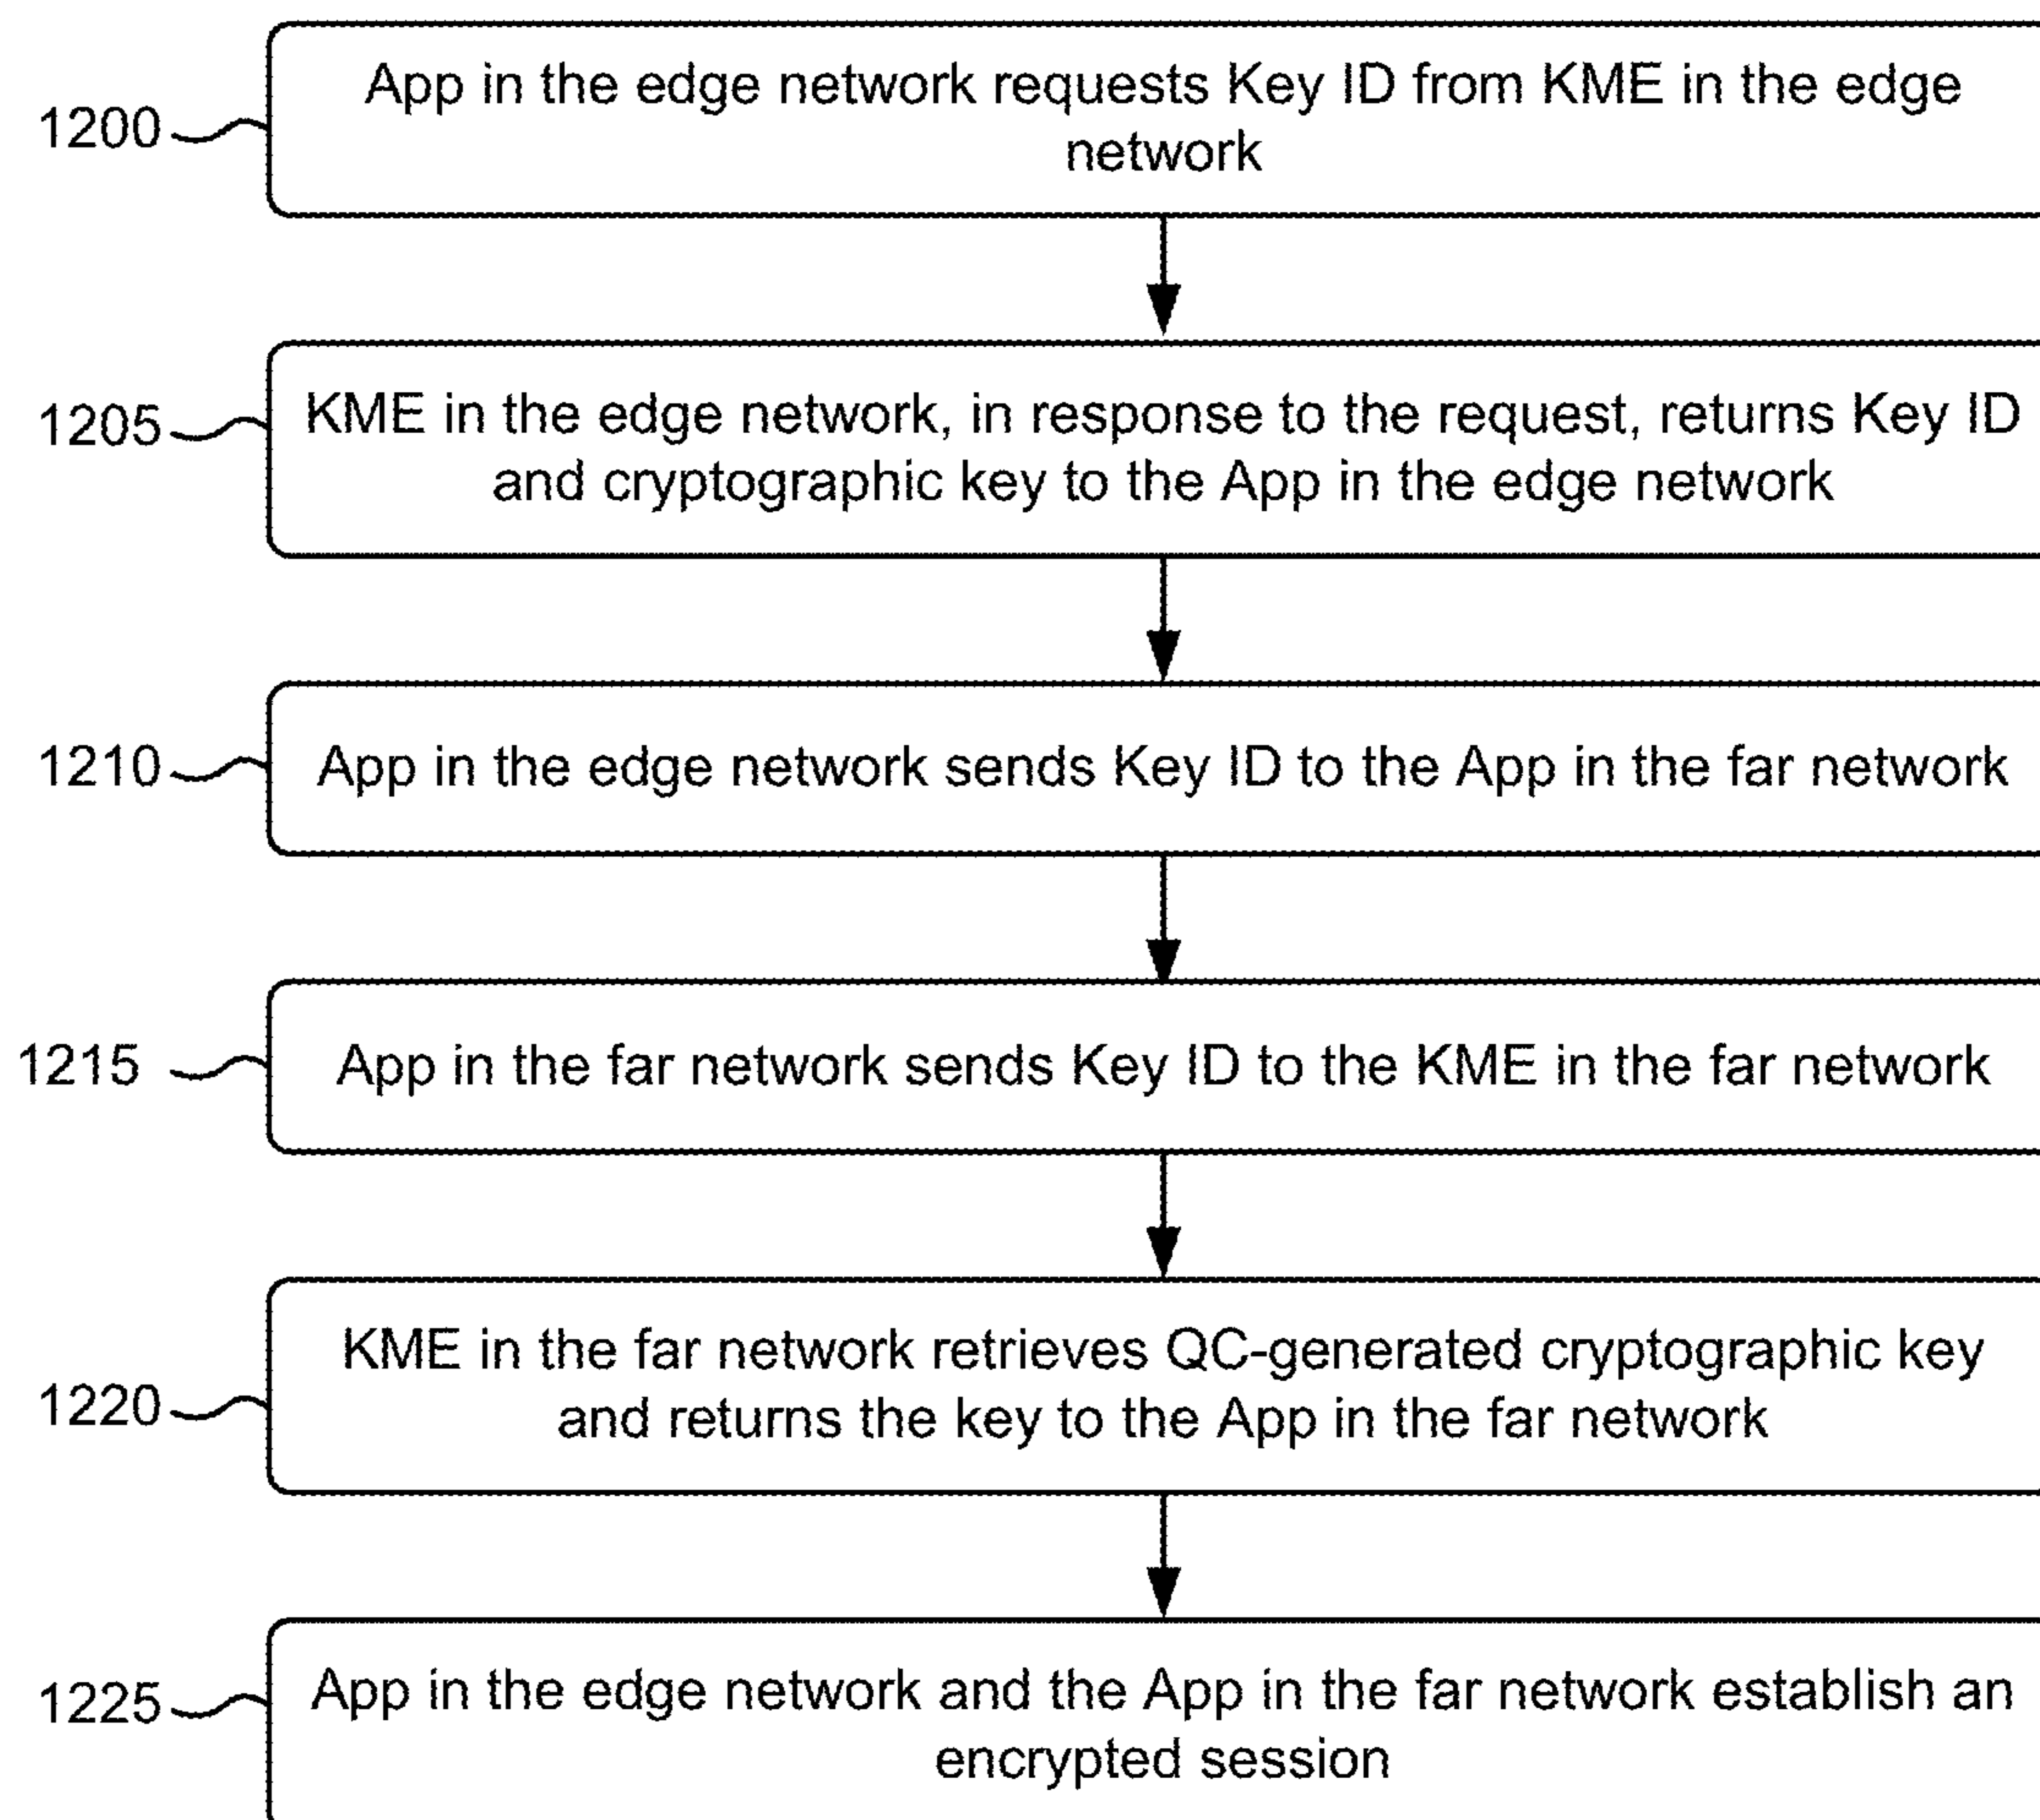 App in the edge network requests Key ID from KME in the edge
network
1200
KME in the edge network, in response to the request, returns Key ID
and cryptographic key to the App in the edge network
1205
App in the edge network sends Key ID to the App in the far network
1210
App in the far network sends Key ID to the KME in the far network
1215
KME in the far network retrieves QC-generated cryptographic key
and returns the key to the App in the far network
1220
App in the edge network and the App in the far network establish an
encrypted session
1225